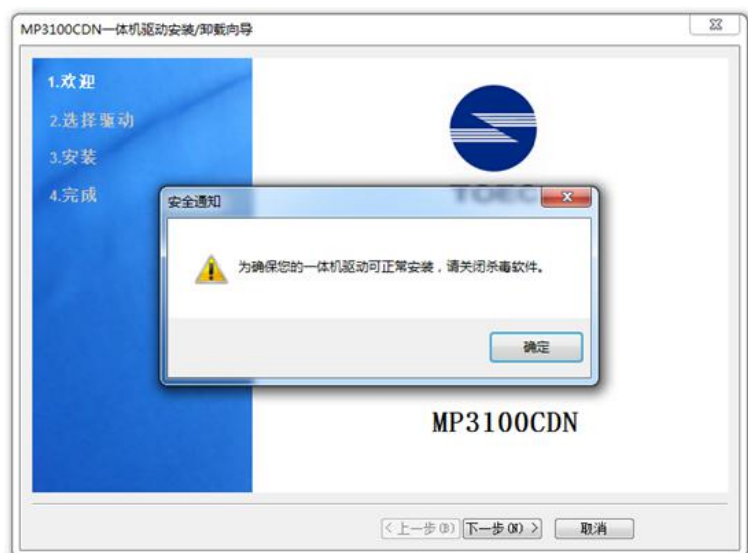 MP3100CDN一体机驱动安装/卸载向导
1.欢迎
2.选择驱动
3.安装
4.完成
TOEC
安全通知
为确保您的一体机驱动可正常安装，请关闭杀毒软件。
确定
MP3100CDN
<上一步(B)
下一步(N) >
取消